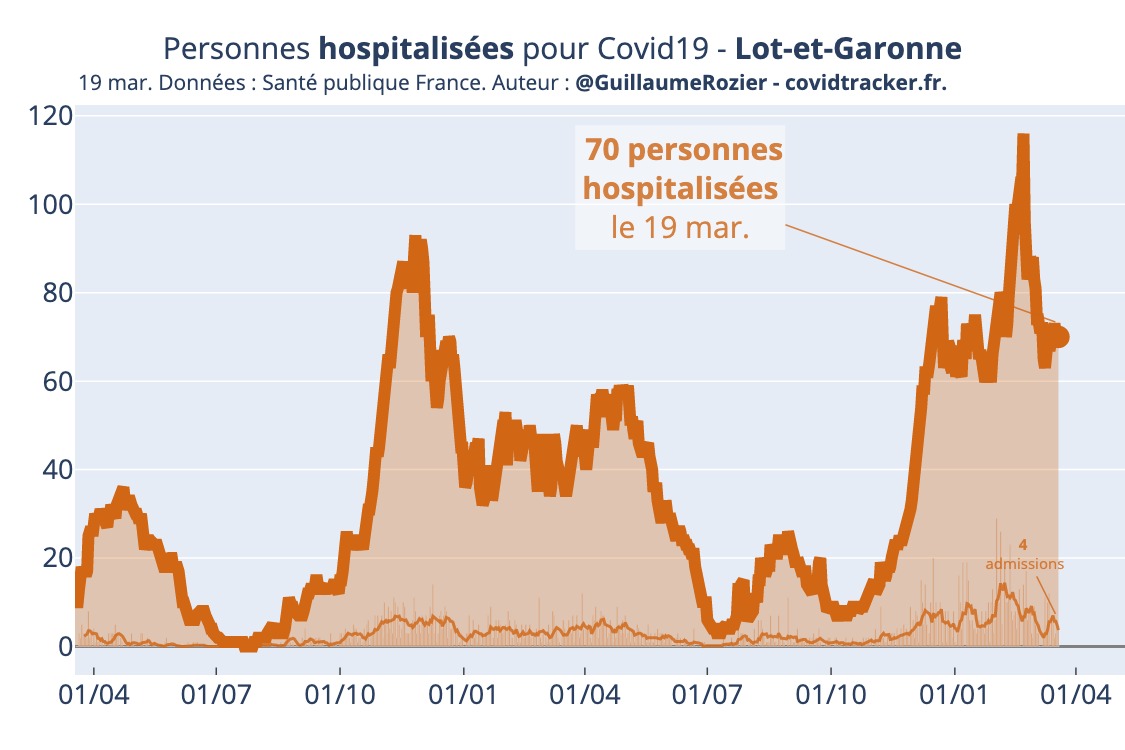 Personnes hospitalisées pour Covid19 - Lot-et-Garonne
19 mar. Données : Santé publique France. Auteur : @GuillaumeRozier - covidtracker.fr.
120
70 personnes
hospitalisées
le 19 mar.
100
80
60
40
20
4
admissions
0
01/04 01/07 01/10 01/01 01/04 01/07 01/10 01/01 01/04